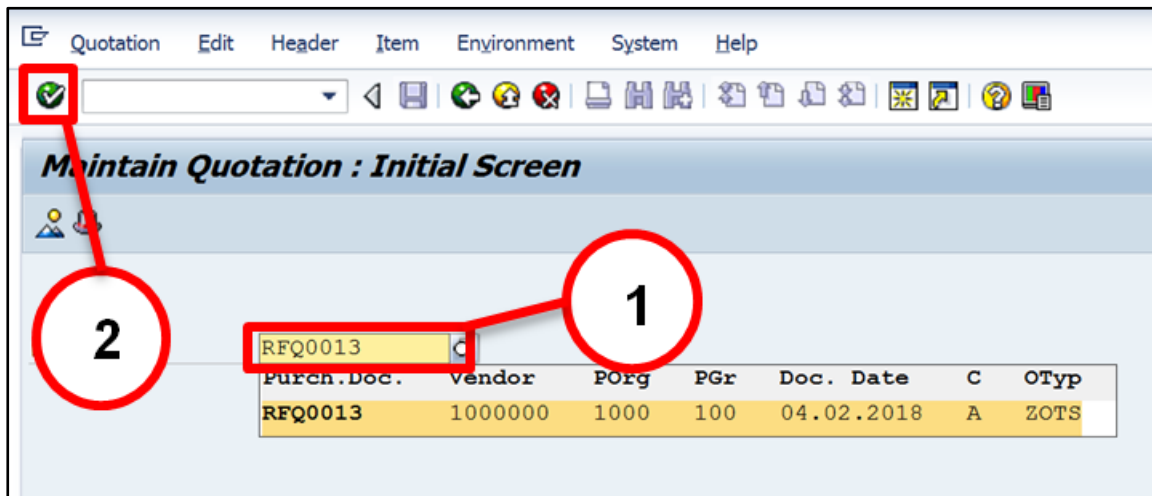 Quotation Edit Header Item Environment System Help
Maintain Quotation : Initial Screen
1
2
RFQ0013
Purch.Doc. Vendor POrg PGr Doc. Date C OTyp
RFQ0013 1000000 1000 100 04.02.2018 A ZOTS